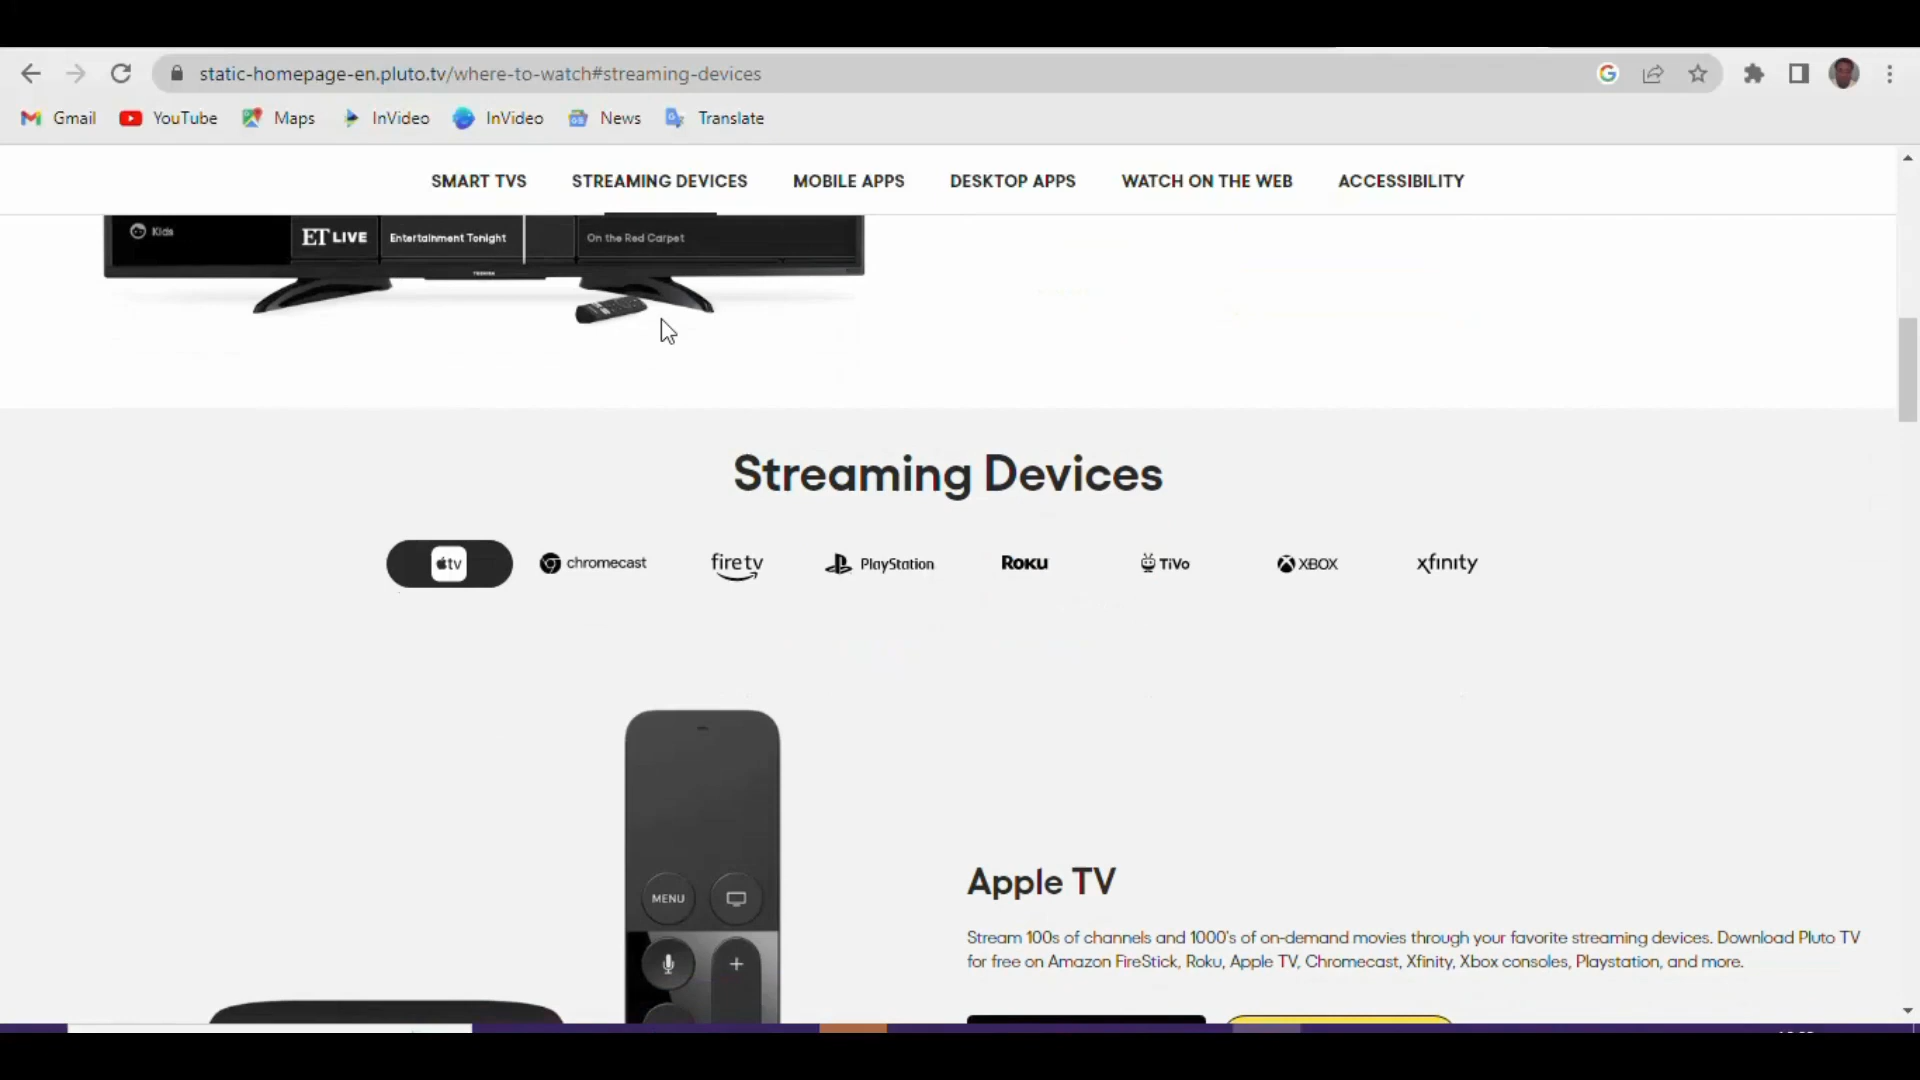 static-homepage-en.pluto.tv/where-to-watch#streaming-devices
Gmail YouTube Maps InVideo InVideo News Translate
SMART TVS STREAMING DEVICES MOBILE APPS DESKTOP APPS WATCH ON THE WEB ACCESSIBILITY
Kids ET LIVE Entertainment Tonight On the Red Carpet
TOSHIBA
Streaming Devices
tv chromecast firetv PlayStation ROKU TiVo XBOX xfinity
MENU
Apple TV
Stream 100s of channels and 1000's of on-demand movies through your favorite streaming devices. Download Pluto TV
for free on Amazon FireStick, Roku, Apple TV, Chromecast, Xfinity, Xbox consoles, Playstation, and more.